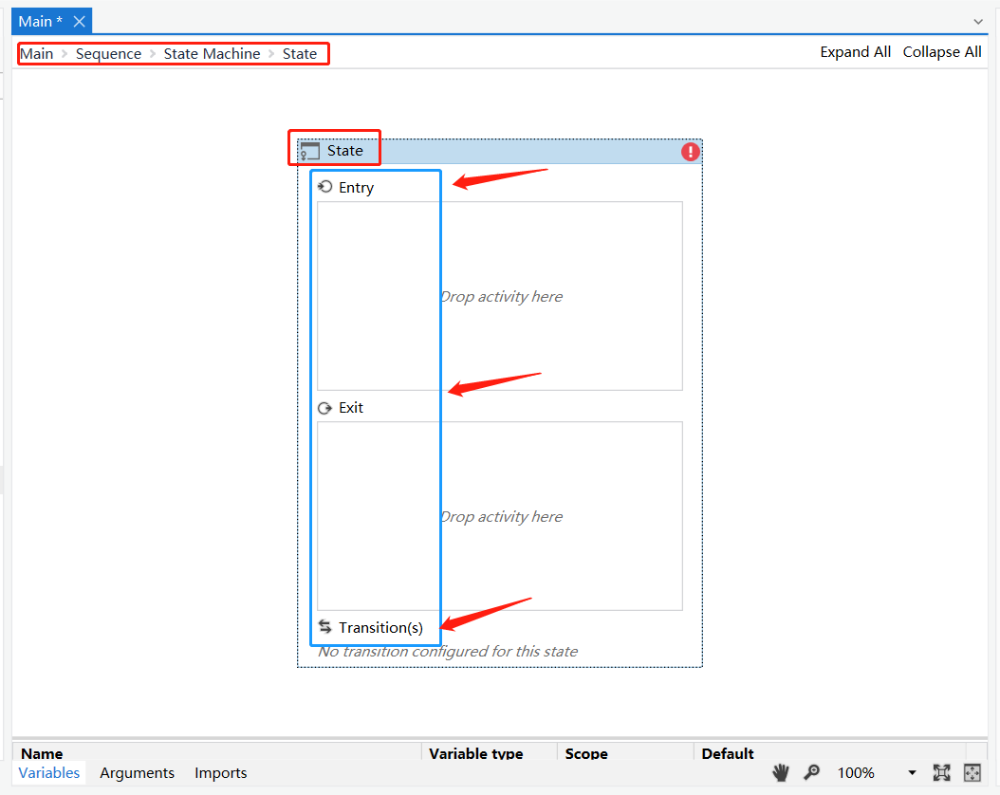 Main *
Main > Sequence > State Machine > State
Expand All Collapse All
State
Entry
Drop activity here
Exit
Drop activity here
Transition(s)
No transition configured for this state
Name Variable type Scope Default
Variables Arguments Imports 100%